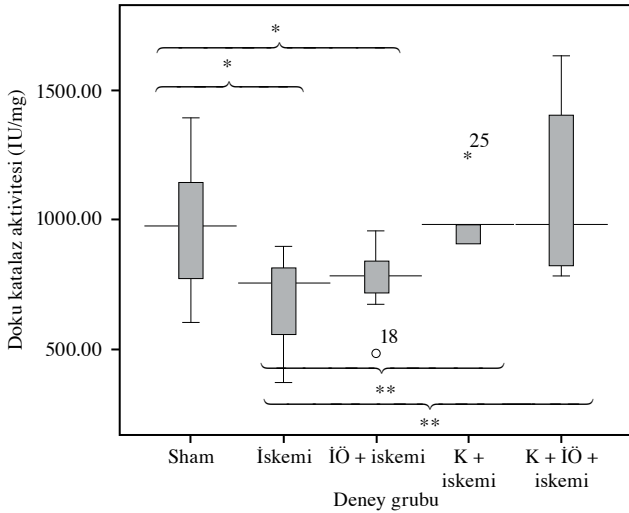 Doku katalaz aktivitesi (IU/mg)
1500.00
1000.00
500.00
*
*
25
*
18
**
**
Sham
İskemi
İÖ + iskemi
K +
iskemi
K + İÖ +
iskemi
Deney grubu